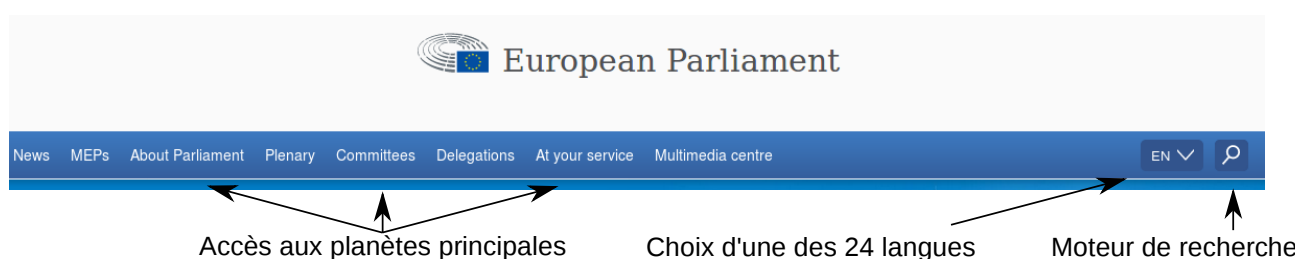 European Parliament
News MEPs About Parliament Plenary Committees Delegations At your service Multimedia centre EN
Accès aux planètes principales Choix d'une des 24 langues Moteur de recherche